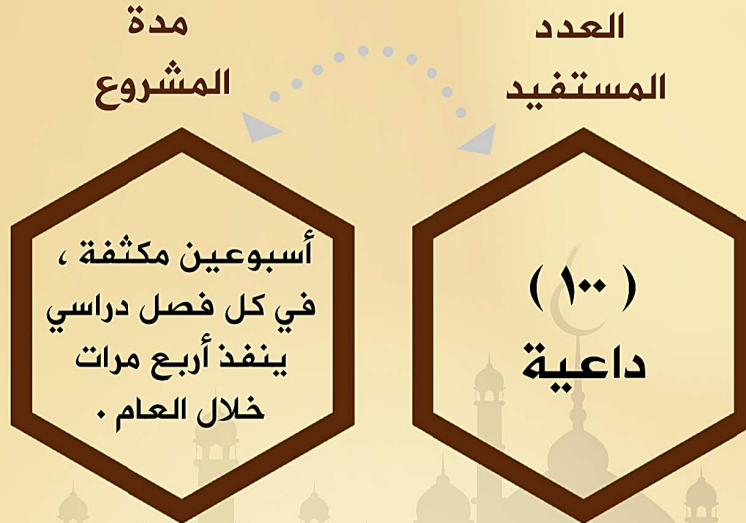 العدد
المستفيد
( ١٠٠ )
داعية
مدة
المشروع
أسبوعين مكثفة ،
في كل فصل دراسي
ينفذ أربع مرات
خلال العام .